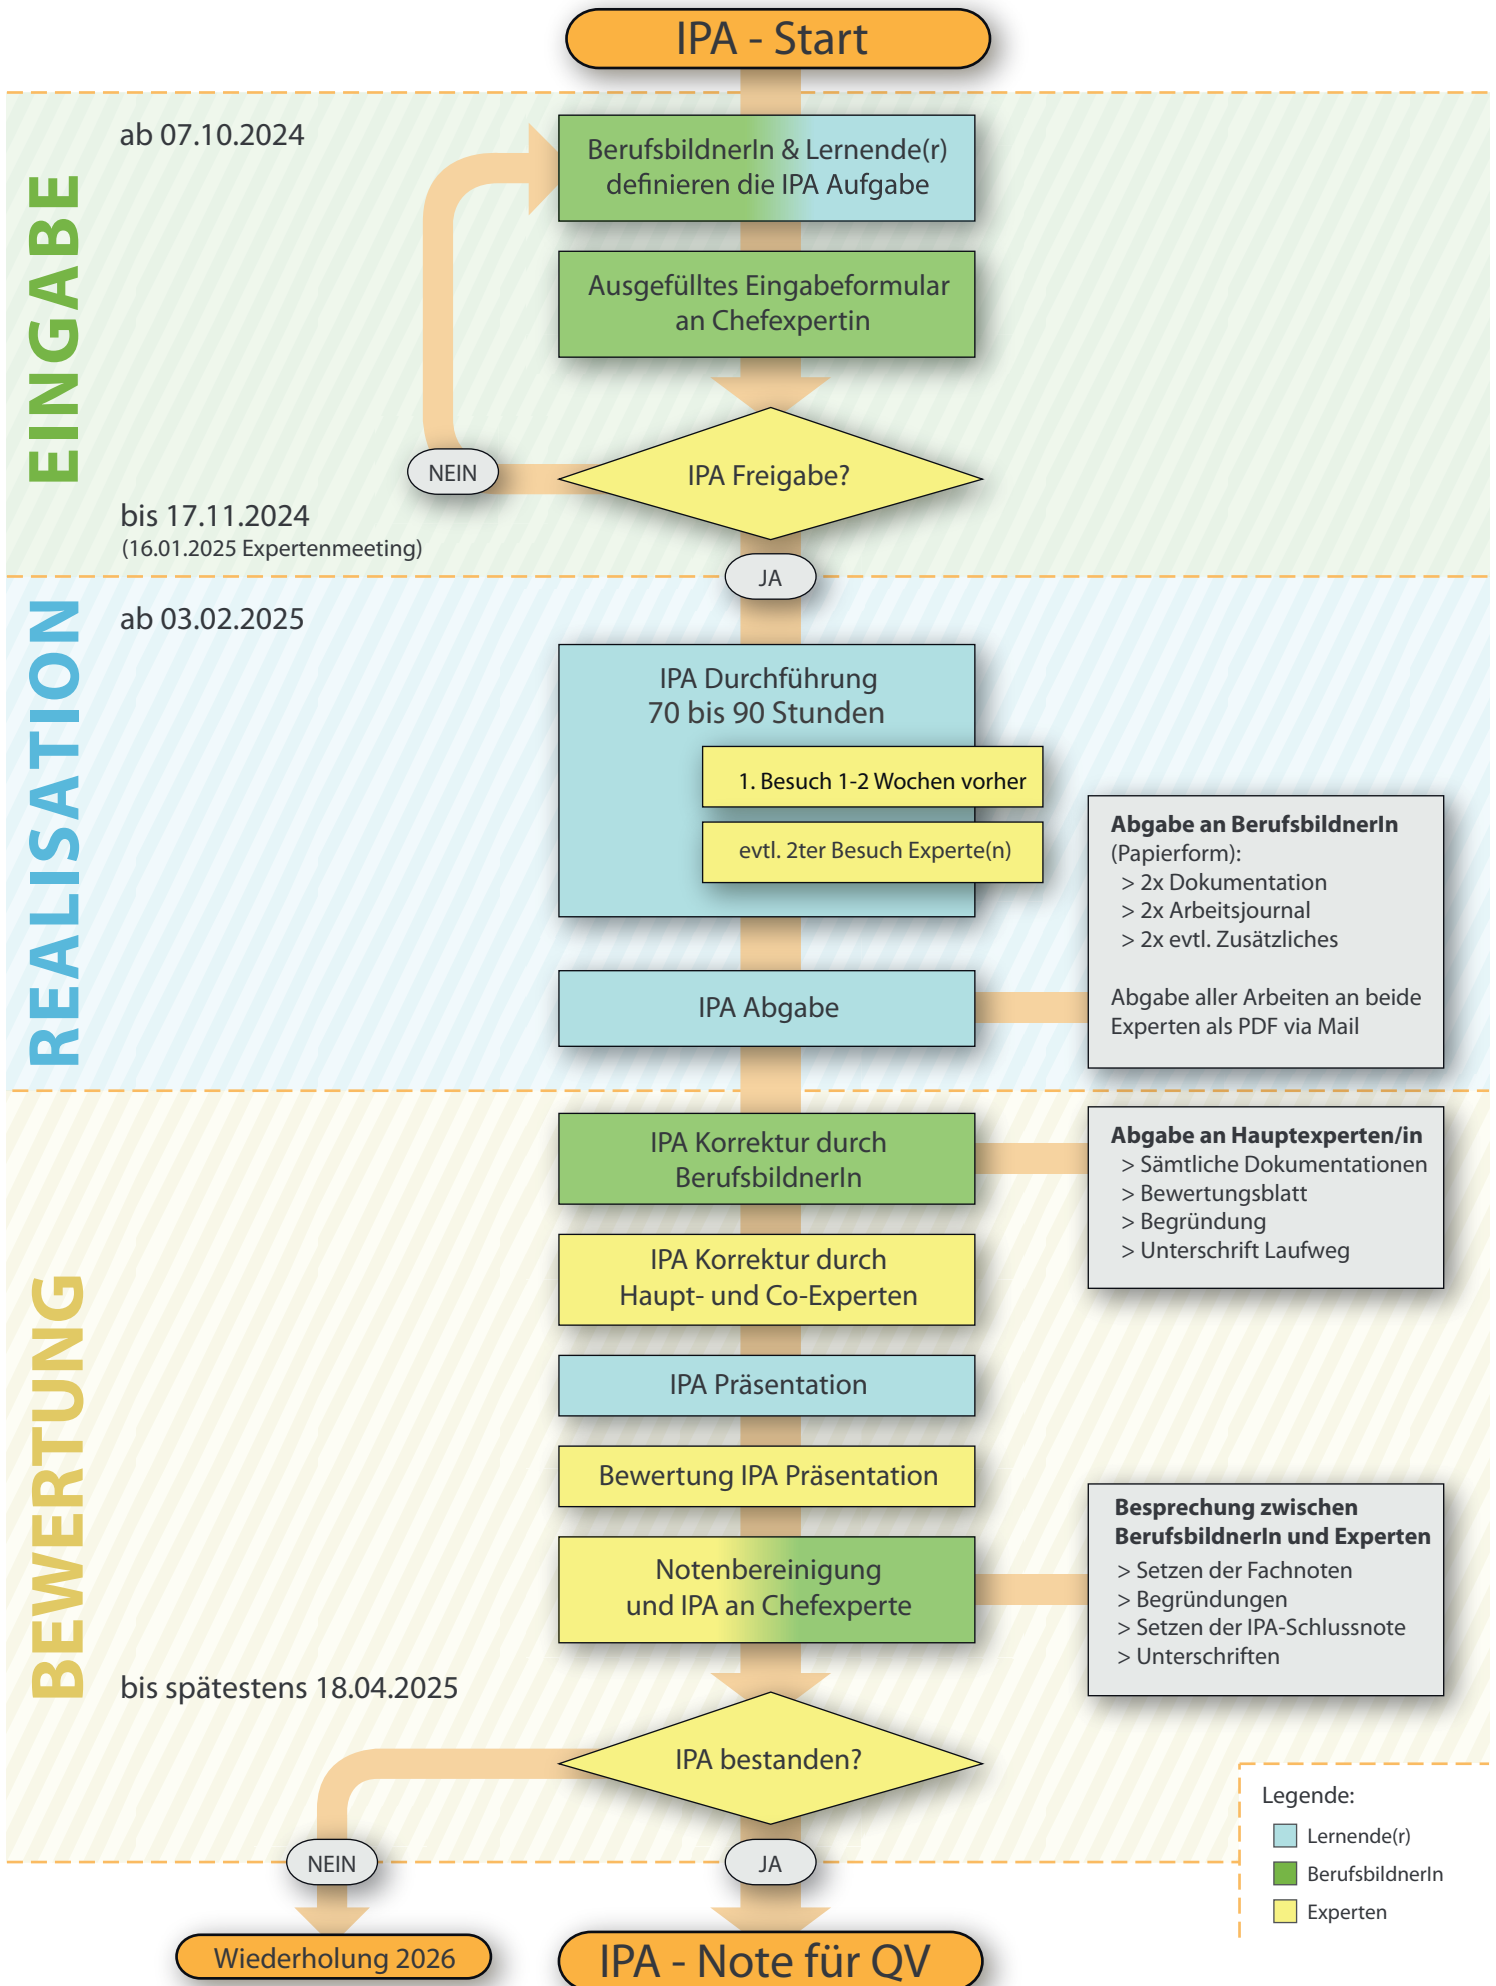 IPA - Start
EINGABE
ab 07.10.2024
BerufsbildnerIn & Lernende(r)
definieren die IPA Aufgabe
Ausgefülltes Eingabeformular
an Chefexpertin
NEIN
IPA Freigabe?
bis 17.11.2024
(16.01.2025 Expertenmeeting)
JA
REALISATION
ab 03.02.2025
IPA Durchführung
70 bis 90 Stunden
1. Besuch 1-2 Wochen vorher
evtl. 2ter Besuch Experte(n)
Abgabe an BerufsbildnerIn
(Papierform):
> 2x Dokumentation
> 2x Arbeitsjournal
> 2x evtl. Zusätzliches
Abgabe aller Arbeiten an beide
Experten als PDF via Mail
IPA Abgabe
BEWERTUNG
IPA Korrektur durch
BerufsbildnerIn
Abgabe an Hauptexperten/in
> Sämtliche Dokumentationen
> Bewertungsblatt
> Begründung
> Unterschrift Laufweg
IPA Korrektur durch
Haupt- und Co-Experten
IPA Präsentation
Bewertung IPA Präsentation
Notenbereinigung
und IPA an Chefexperte
Besprechung zwischen
BerufsbildnerIn und Experten
> Setzen der Fachnoten
> Begründungen
> Setzen der IPA-Schlussnote
> Unterschriften
bis spätestens 18.04.2025
IPA bestanden?
NEIN
JA
Legende:
Lernende(r)
BerufsbildnerIn
Experten
Wiederholung 2026
IPA - Note für QV